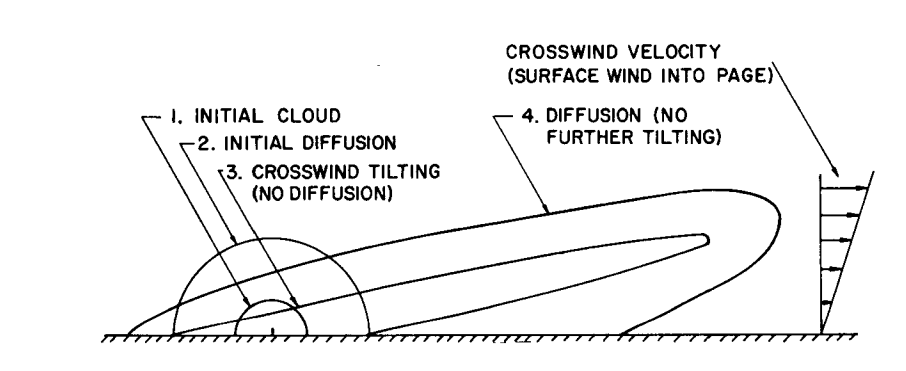 CROSSWIND VELOCITY
(SURFACE WIND INTO PAGE)
1. INITIAL CLOUD
2. INITIAL DIFFUSION
3. CROSSWIND TILTING
(NO DIFFUSION)
4. DIFFUSION (NO
FURTHER TILTING)